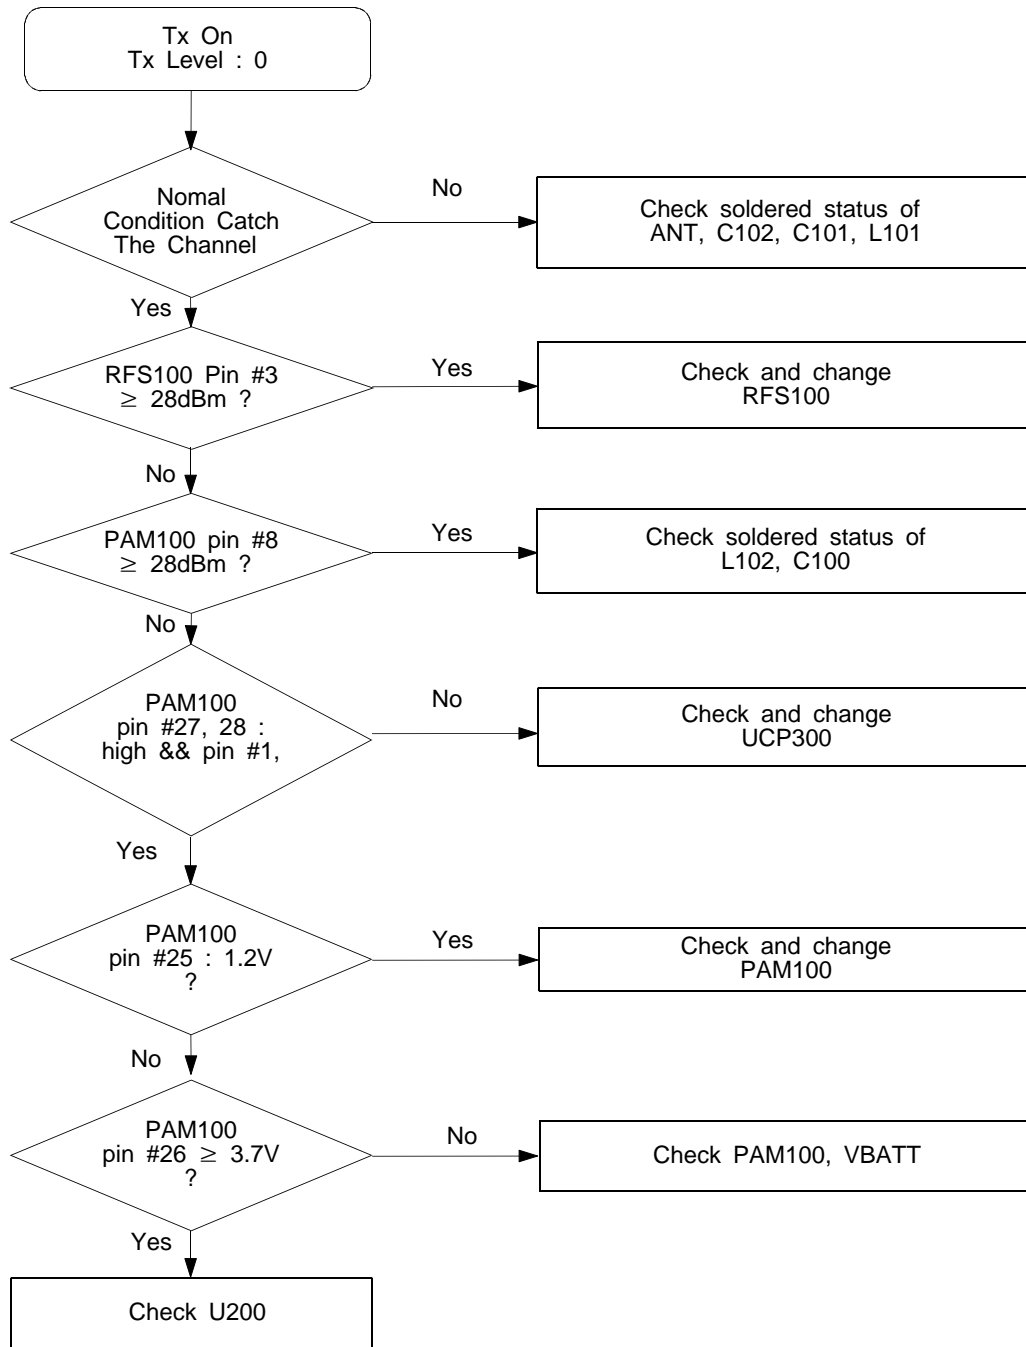 Tx On
Tx Level : 0
Nomal
Condition Catch
The Channel
No
Check soldered status of
ANT, C102, C101, L101
Yes
RFS100 Pin #3
≥ 28dBm ?
Yes
Check and change
RFS100
No
PAM100 pin #8
≥ 28dBm ?
Yes
Check soldered status of
L102, C100
No
PAM100
pin #27, 28 :
high && pin #1,
No
Check and change
UCP300
Yes
PAM100
pin #25 : 1.2V
?
Yes
Check and change
PAM100
No
PAM100
pin #26 ≥ 3.7V
?
No
Check PAM100, VBATT
Yes
Check U200